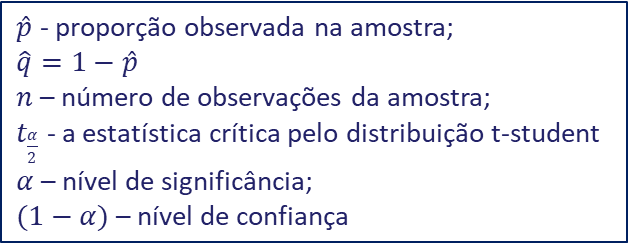 p̂ - proporção observada na amostra;
q̂ = 1 − p̂
n – número de observações da amostra;
t_{α/2} - a estatística crítica pelo distribuição t-student
α – nível de significância;
(1 − α) – nível de confiança